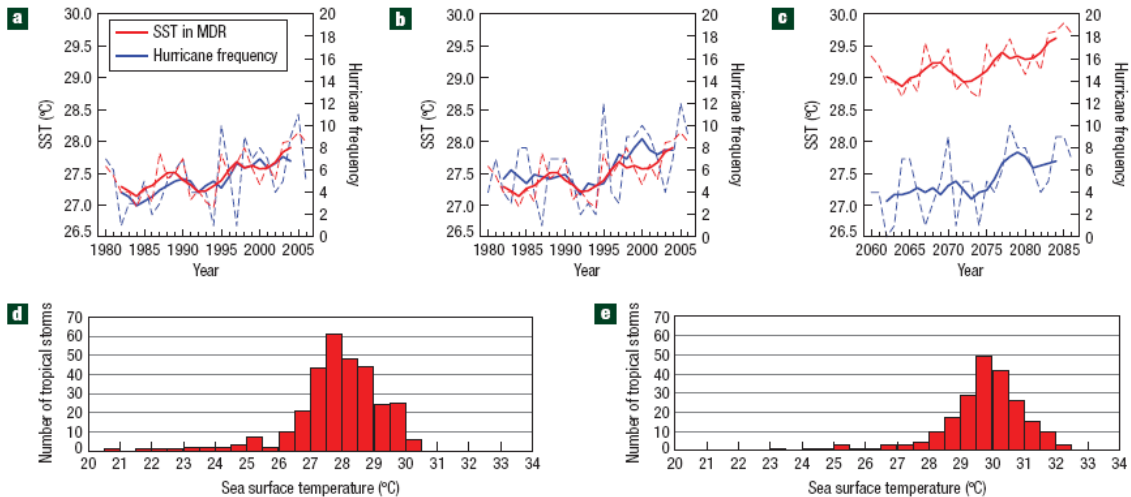 a
30.0
29.5
29.0
28.5
28.0
27.5
27.0
26.5
SST (°C)
SST in MDR
Hurricane frequency
20
18
16
14
12
10
8
6
4
2
0
Hurricane frequency
1980 1985 1990 1995 2000 2005
Year
b
30.0
29.5
29.0
28.5
28.0
27.5
27.0
26.5
SST (°C)
20
18
16
14
12
10
8
6
4
2
0
Hurricane frequency
1980 1985 1990 1995 2000 2005
Year
c
30.0
29.5
29.0
28.5
28.0
27.5
27.0
26.5
SST (°C)
20
18
16
14
12
10
8
6
4
2
0
Hurricane frequency
2060 2065 2070 2075 2080 2085
Year
d
70
60
50
40
30
20
10
0
Number of tropical storms
20 21 22 23 24 25 26 27 28 29 30 31 32 33 34
Sea surface temperature (°C)
e
70
60
50
40
30
20
10
0
Number of tropical storms
20 21 22 23 24 25 26 27 28 29 30 31 32 33 34
Sea surface temperature (°C)